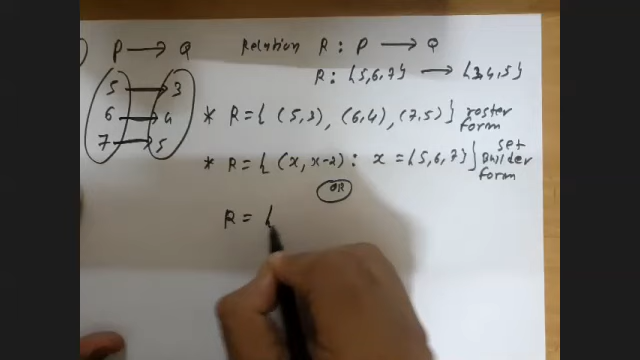 P → Q
5 → 3
6 → 4
7 → 5
Relation R : P → Q
R : {5,6,7} → {3,4,5}
* R = { (5,3), (6,4), (7,5) } roster form
* R = { (x, x-2) : x = {5,6,7} } set Builder form
OR
R = {